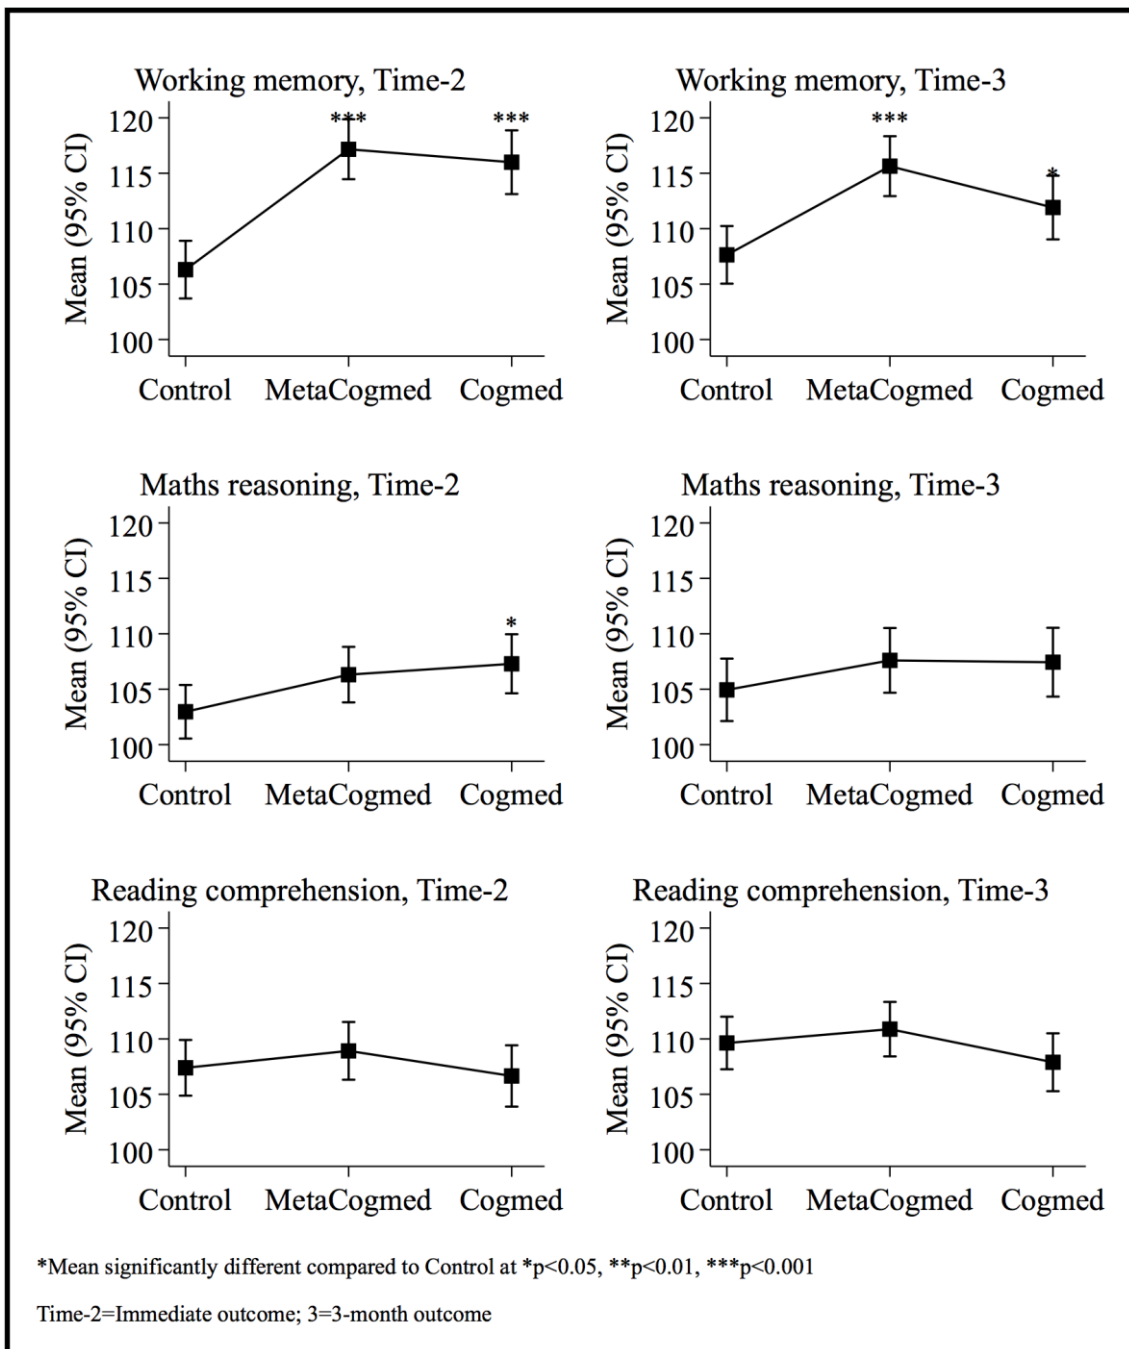 Working memory, Time-2
***
***
Mean (95% CI)
120
115
110
105
100
Control MetaCogmed Cogmed
Working memory, Time-3
***
*
Mean (95% CI)
120
115
110
105
100
Control MetaCogmed Cogmed
Maths reasoning, Time-2
*
Mean (95% CI)
120
115
110
105
100
Control MetaCogmed Cogmed
Maths reasoning, Time-3
Mean (95% CI)
120
115
110
105
100
Control MetaCogmed Cogmed
Reading comprehension, Time-2
Mean (95% CI)
120
115
110
105
100
Control MetaCogmed Cogmed
Reading comprehension, Time-3
Mean (95% CI)
120
115
110
105
100
Control MetaCogmed Cogmed
*Mean significantly different compared to Control at *p<0.05, **p<0.01, ***p<0.001
Time-2=Immediate outcome; 3=3-month outcome